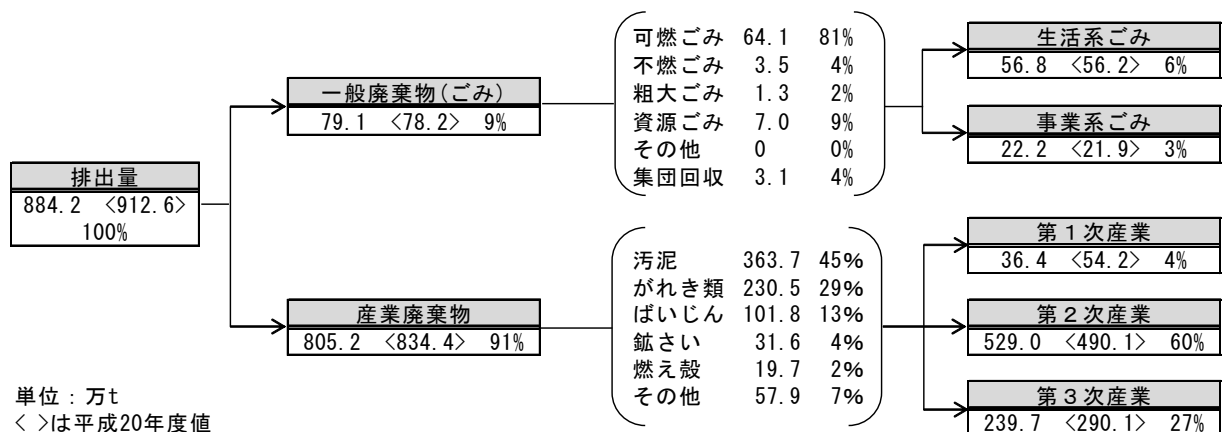 排出量
884.2 <912.6>
100%
一般廃棄物(ごみ)
79.1 <78.2> 9%
可燃ごみ 64.1 81%
不燃ごみ 3.5 4%
粗大ごみ 1.3 2%
資源ごみ 7.0 9%
その他 0 0%
集団回収 3.1 4%
生活系ごみ
56.8 <56.2> 6%
事業系ごみ
22.2 <21.9> 3%
産業廃棄物
805.2 <834.4> 91%
汚泥 363.7 45%
がれき類 230.5 29%
ばいじん 101.8 13%
鉱さい 31.6 4%
燃え殻 19.7 2%
その他 57.9 7%
第1次産業
36.4 <54.2> 4%
第2次産業
529.0 <490.1> 60%
第3次産業
239.7 <290.1> 27%
単位:万t
< >は平成20年度値